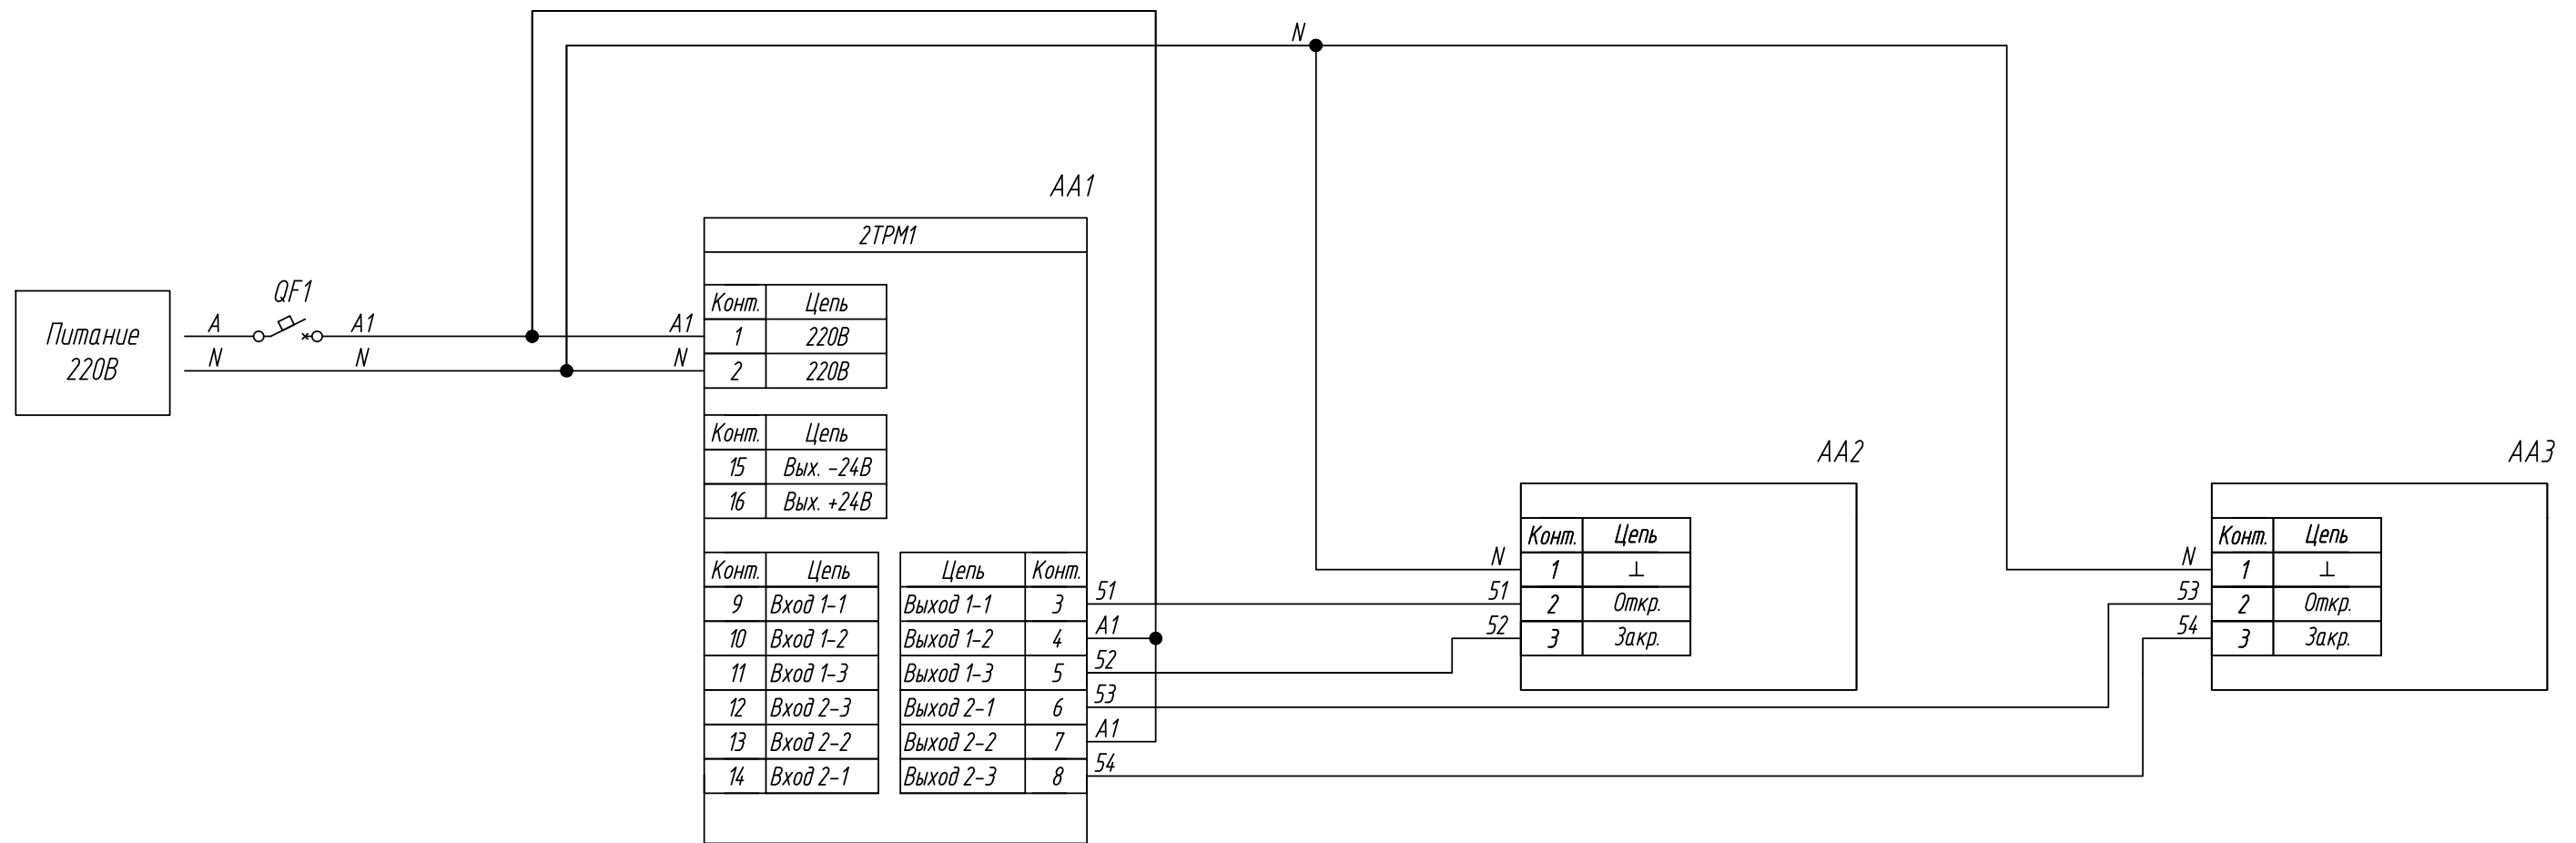 N
AA1
2ТРМ1
QF1
Питание
220В
A
A1
A1
N
N
N
Конт. Цепь
1 220В
2 220В
Конт. Цепь
15 Вых. -24В
16 Вых. +24В
Конт. Цепь Цепь Конт.
9 Вход 1-1 Выход 1-1 3
10 Вход 1-2 Выход 1-2 4
11 Вход 1-3 Выход 1-3 5
12 Вход 2-3 Выход 2-1 6
13 Вход 2-2 Выход 2-2 7
14 Вход 2-1 Выход 2-3 8
51
A1
52
53
A1
54
AA2
N
51
52
Конт. Цепь
1 ⊥
2 Откр.
3 Закр.
AA3
N
53
54
Конт. Цепь
1 ⊥
2 Откр.
3 Закр.